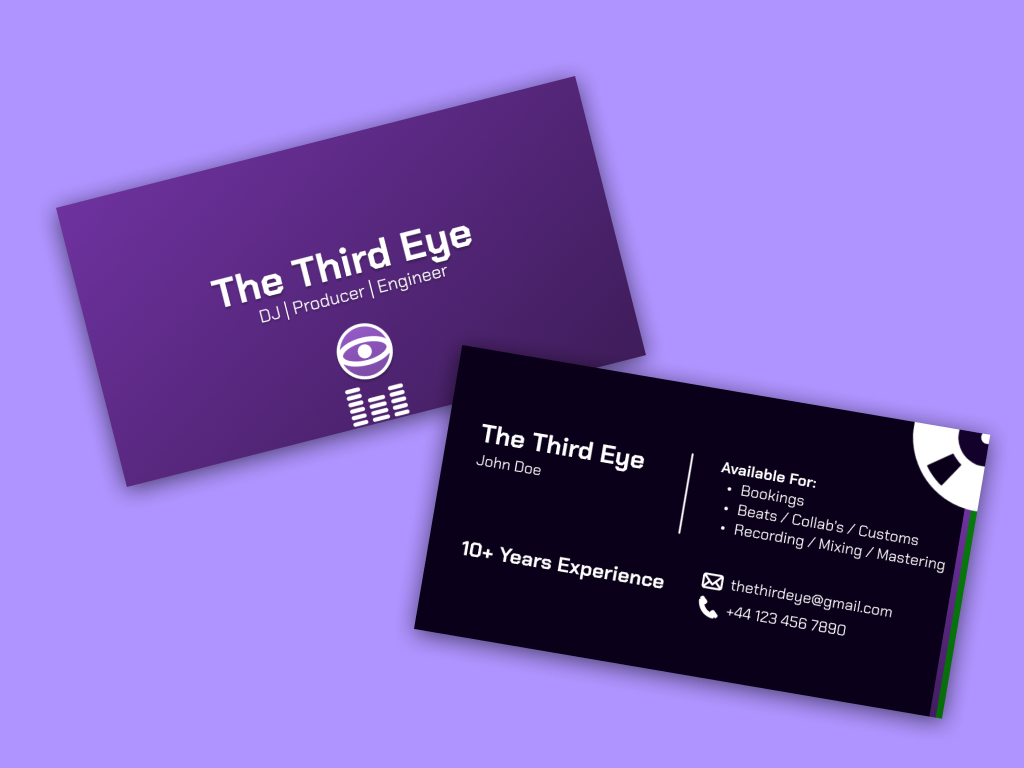 The Third Eye
DJ | Producer | Engineer
The Third Eye
John Doe
10+ Years Experience
Available For:
• Bookings
• Beats / Collab's / Customs
• Recording / Mixing / Mastering
thethirdeye@gmail.com
+44 123 456 7890